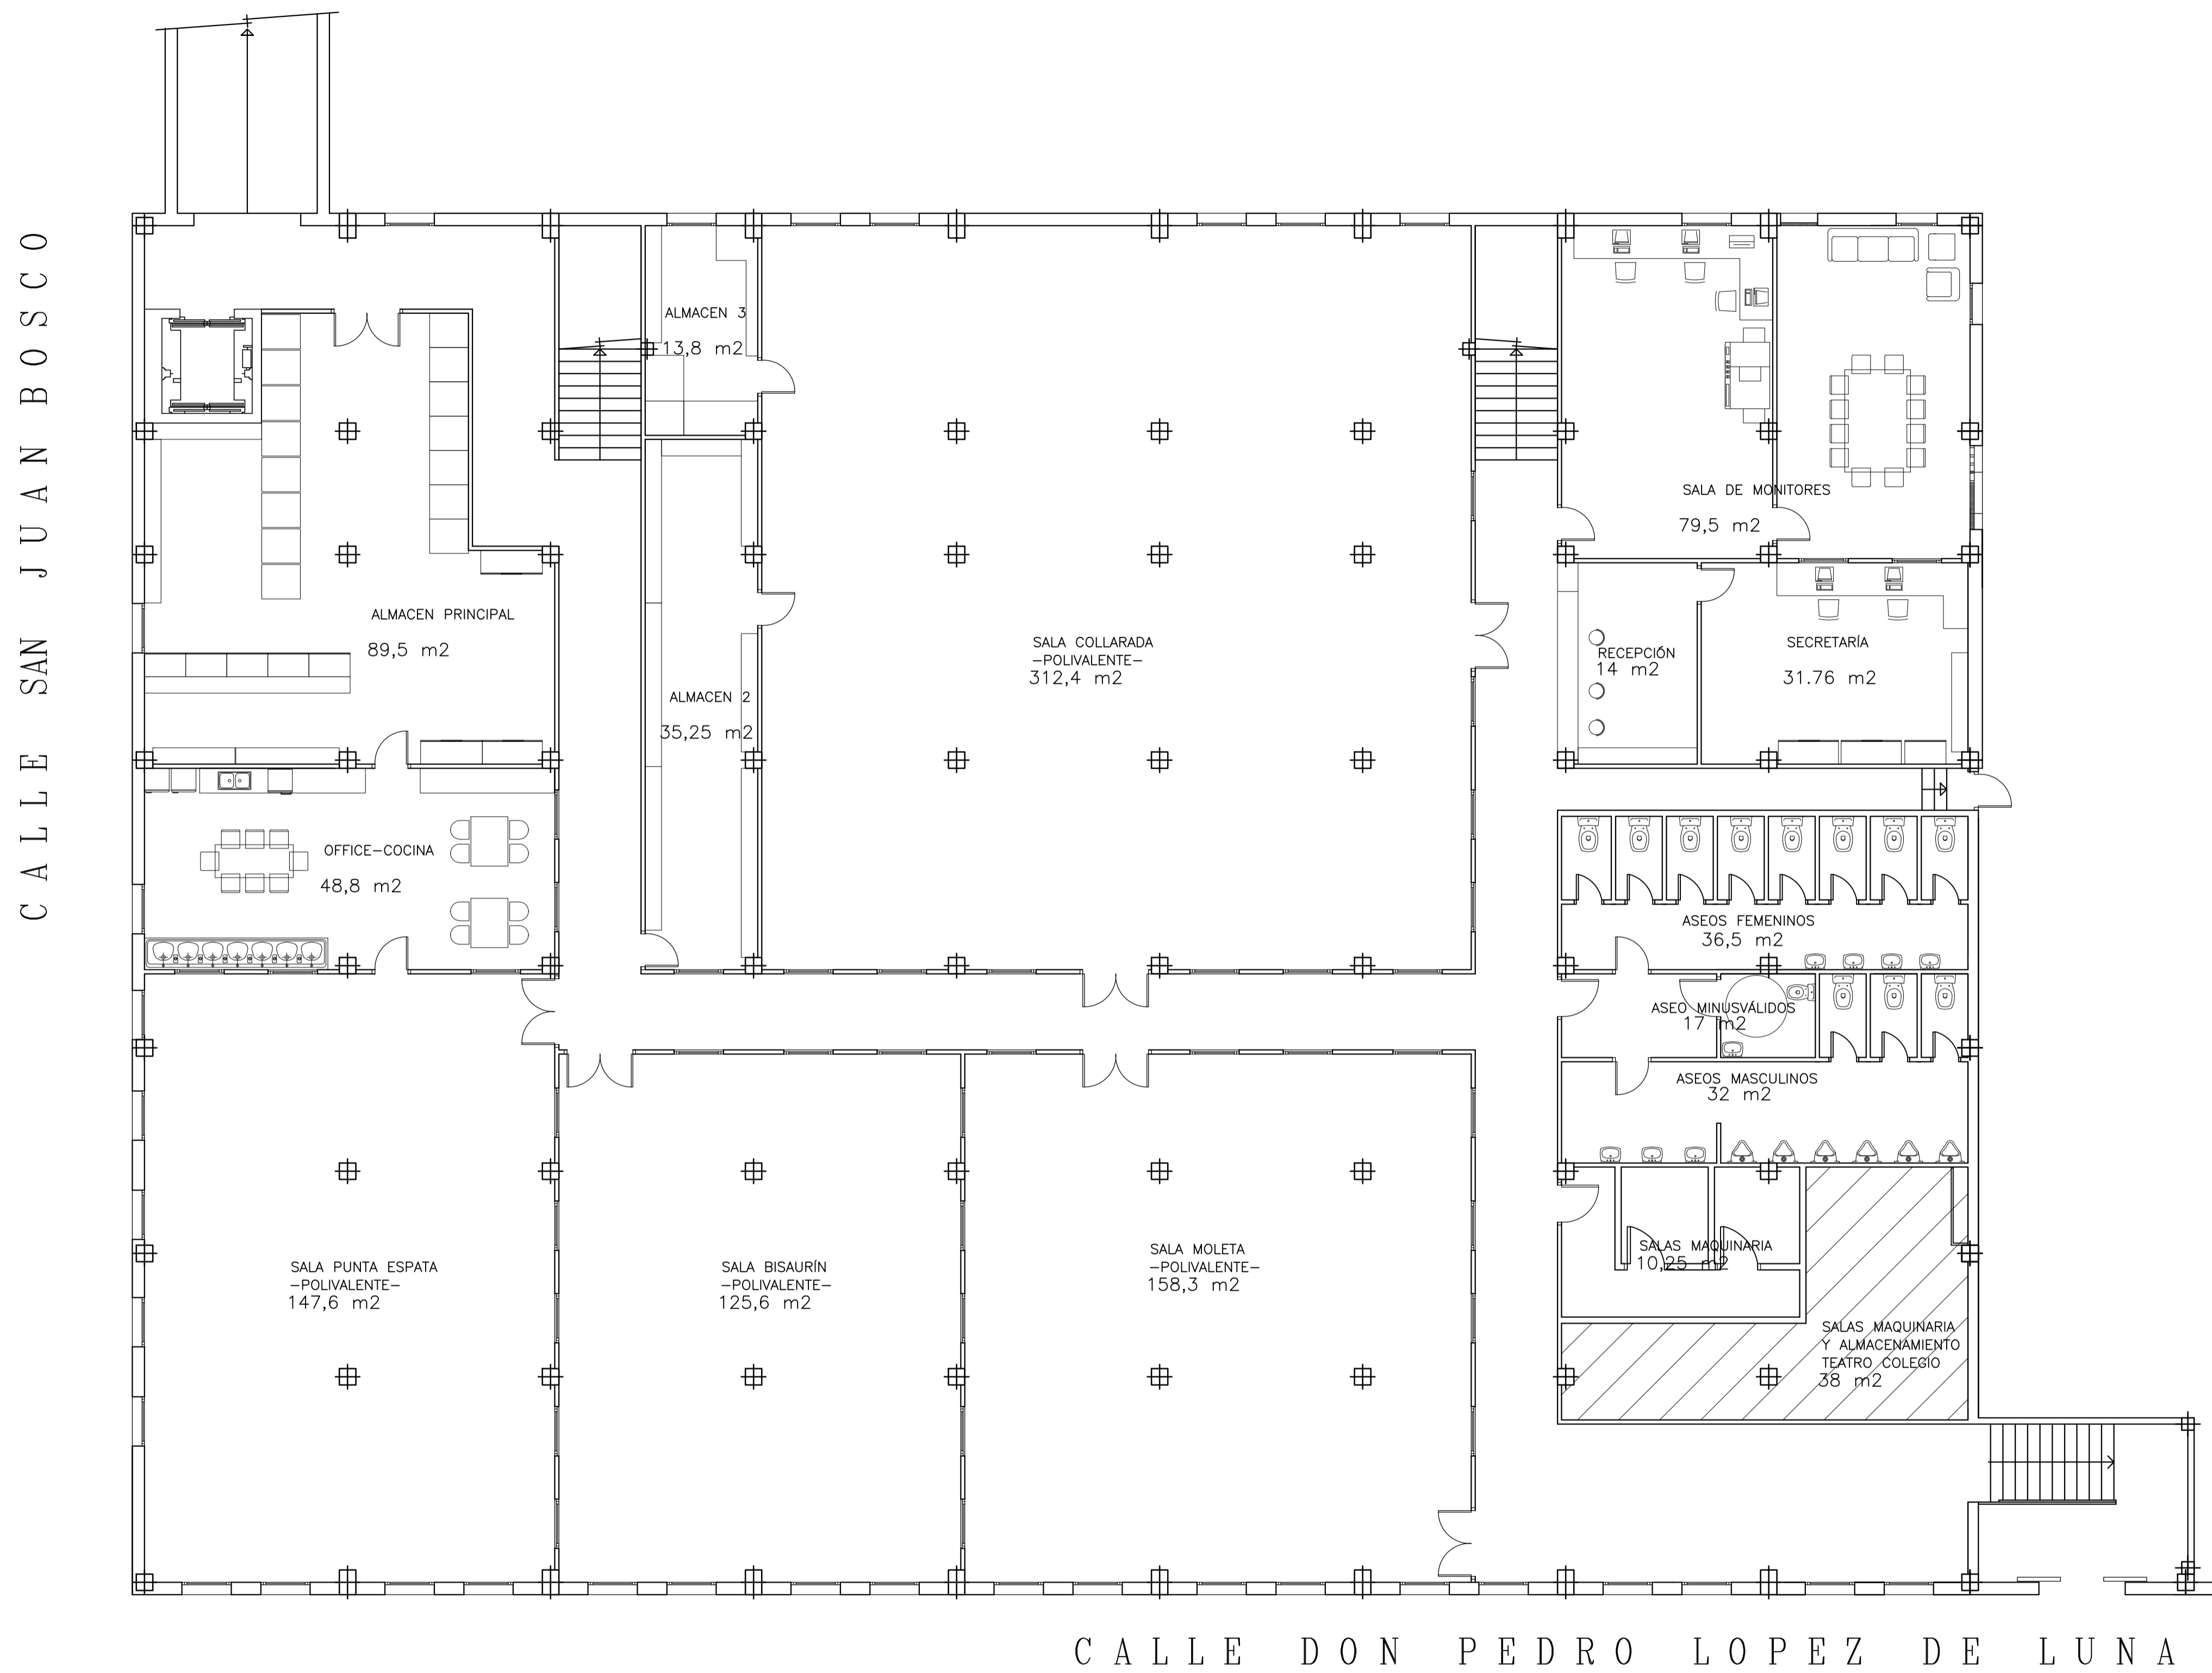 CALLE SAN JUAN BOSCO
ALMACEN 3
13,8 m2
SALA DE MONITORES
79,5 m2
ALMACEN PRINCIPAL
89,5 m2
SALA COLLARADA
-POLIVALENTE-
312,4 m2
RECEPCIÓN
14 m2
SECRETARÍA
31.76 m2
ALMACEN 2
35,25 m2
OFFICE-COCINA
48,8 m2
ASEOS FEMENINOS
36,5 m2
ASEO MINUSVÁLIDOS
17 m2
ASEOS MASCULINOS
32 m2
SALA PUNTA ESPATA
-POLIVALENTE-
147,6 m2
SALA BISAURÍN
-POLIVALENTE-
125,6 m2
SALA MOLETA
-POLIVALENTE-
158,3 m2
SALAS MAQUINARIA
10,25 m2
SALAS MAQUINARIA
Y ALMACENAMIENTO
TEATRO COLEGIO
38 m2
CALLE DON PEDRO LOPEZ DE LUNA